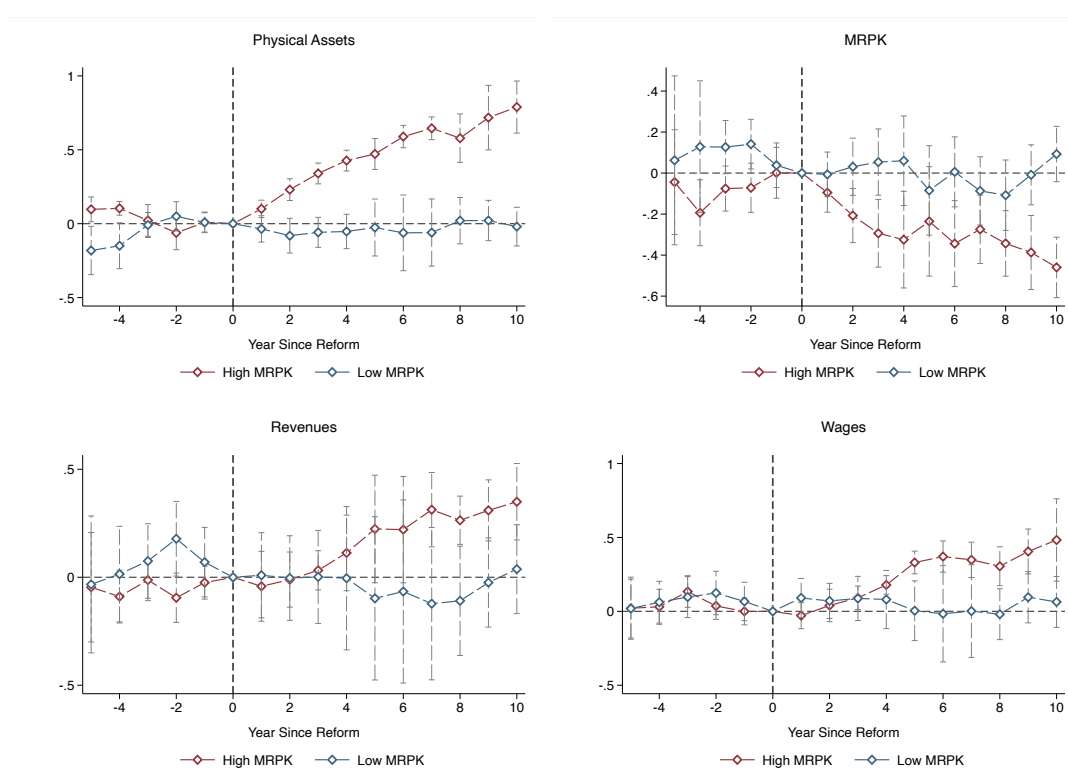 Physical Assets
1
.5
0
-.5
-4 -2 0 2 4 6 8 10
Year Since Reform
High MRPK Low MRPK
MRPK
.4
.2
0
-.2
-.4
-.6
-4 -2 0 2 4 6 8 10
Year Since Reform
High MRPK Low MRPK
Revenues
.5
0
-.5
-4 -2 0 2 4 6 8 10
Year Since Reform
High MRPK Low MRPK
Wages
1
.5
0
-.5
-4 -2 0 2 4 6 8 10
Year Since Reform
High MRPK Low MRPK